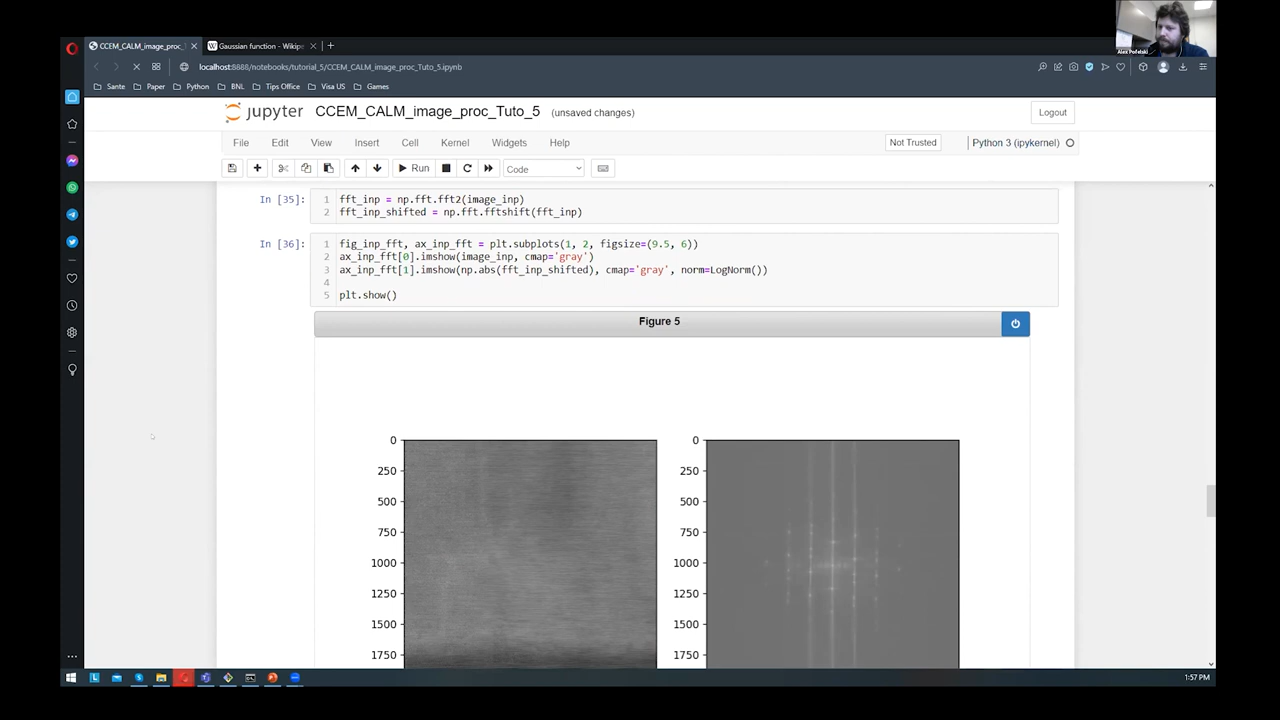 CCEM_CALM_image_proc_
Gaussian function - Wikipe
Alex Pofelski
localhost:8888/notebooks/tutorial_5/CCEM_CALM_image_proc_Tuto_5.ipynb
Sante
Paper
Python
BNL
Tips Office
Visa US
Games
jupyter
CCEM_CALM_image_proc_Tuto_5
(unsaved changes)
Logout
File
Edit
View
Insert
Cell
Kernel
Widgets
Help
Not Trusted
Python 3 (ipykernel)
Run
Code
In [35]:
1 fft_inp = np.fft.fft2(image_inp)
2 fft_inp_shifted = np.fft.fftshift(fft_inp)
In [36]:
1 fig_inp_fft, ax_inp_fft = plt.subplots(1, 2, figsize=(9.5, 6))
2 ax_inp_fft[0].imshow(image_inp, cmap='gray')
3 ax_inp_fft[1].imshow(np.abs(fft_inp_shifted), cmap='gray', norm=LogNorm())
4
5 plt.show()
Figure 5
0
250
500
750
1000
1250
1500
1750
0
250
500
750
1000
1250
1500
1750
1:57 PM